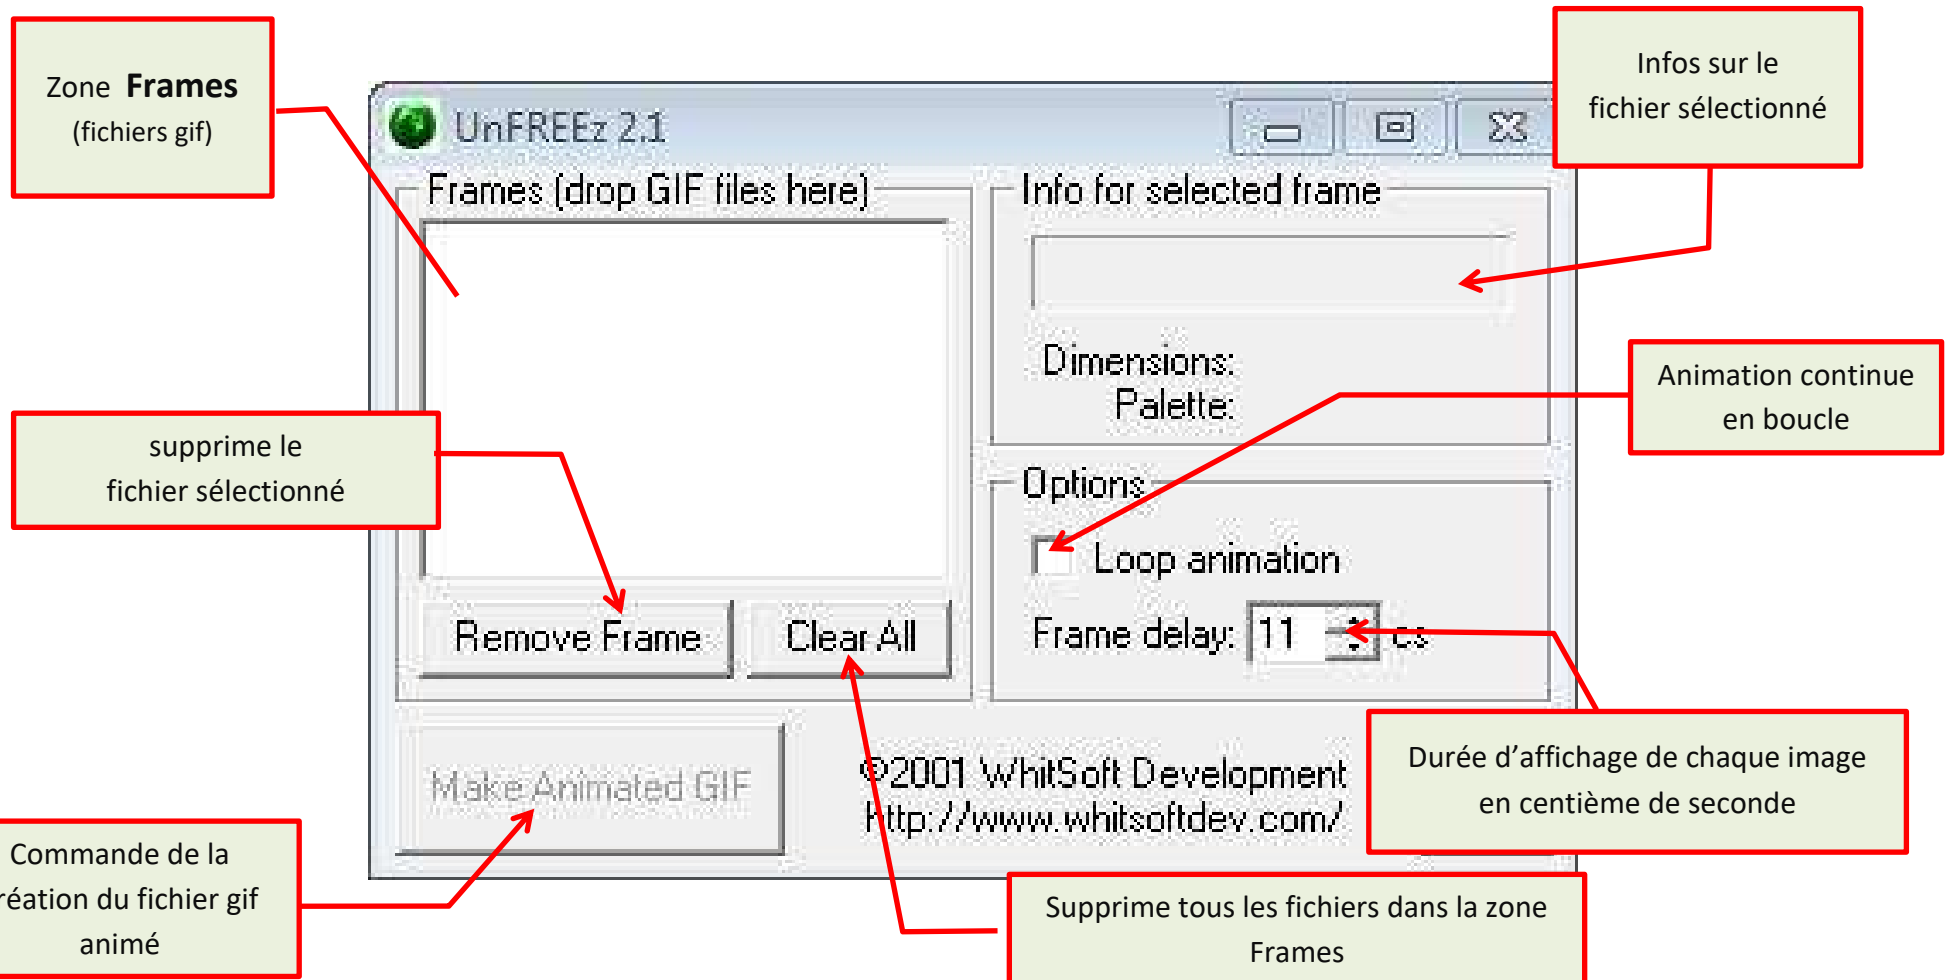 Zone Frames
(fichiers gif)
Infos sur le
fichier sélectionné
UnFREEz 2.1
Frames (drop GIF files here)
Info for selected frame
Dimensions:
Palette:
Animation continue
en boucle
supprime le
fichier sélectionné
Options
Loop animation
Remove Frame
Clear All
Frame delay: 11 cs
Make Animated GIF
©2001 WhitSoft Development
http://www.whitsoftdev.com/
Durée d’affichage de chaque image
en centième de seconde
Commande de la
réation du fichier gif
animé
Supprime tous les fichiers dans la zone
Frames